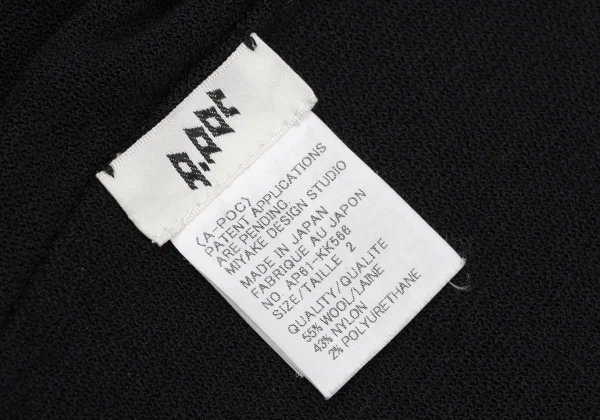 A-POC
〈A-POC〉
PATENT APPLICATIONS
ARE PENDING.
MIYAKE DESIGN STUDIO
MADE IN JAPAN
FABRIQUE AU JAPON
NO. AP61-KK566
SIZE/TAILLE 2
QUALITY/QUALITE
55% WOOL/LAINE
43% NYLON
2% POLYURETHANE